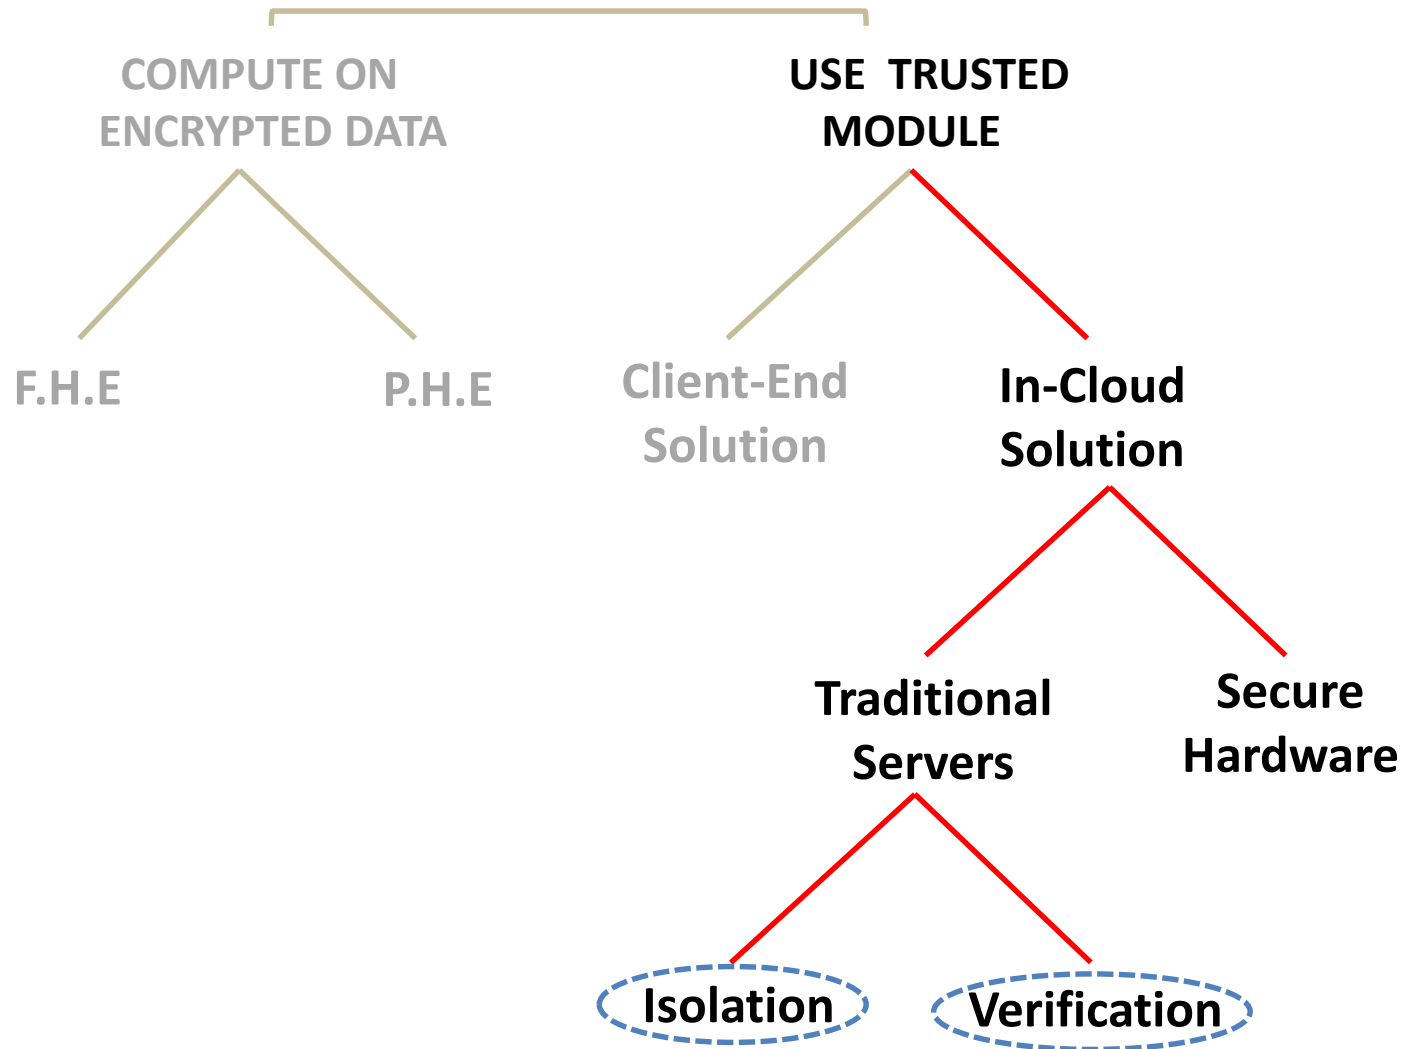 COMPUTE ON
ENCRYPTED DATA
USE TRUSTED
MODULE
F.H.E
P.H.E
Client-End
Solution
In-Cloud
Solution
Traditional
Servers
Secure
Hardware
Isolation
Verification